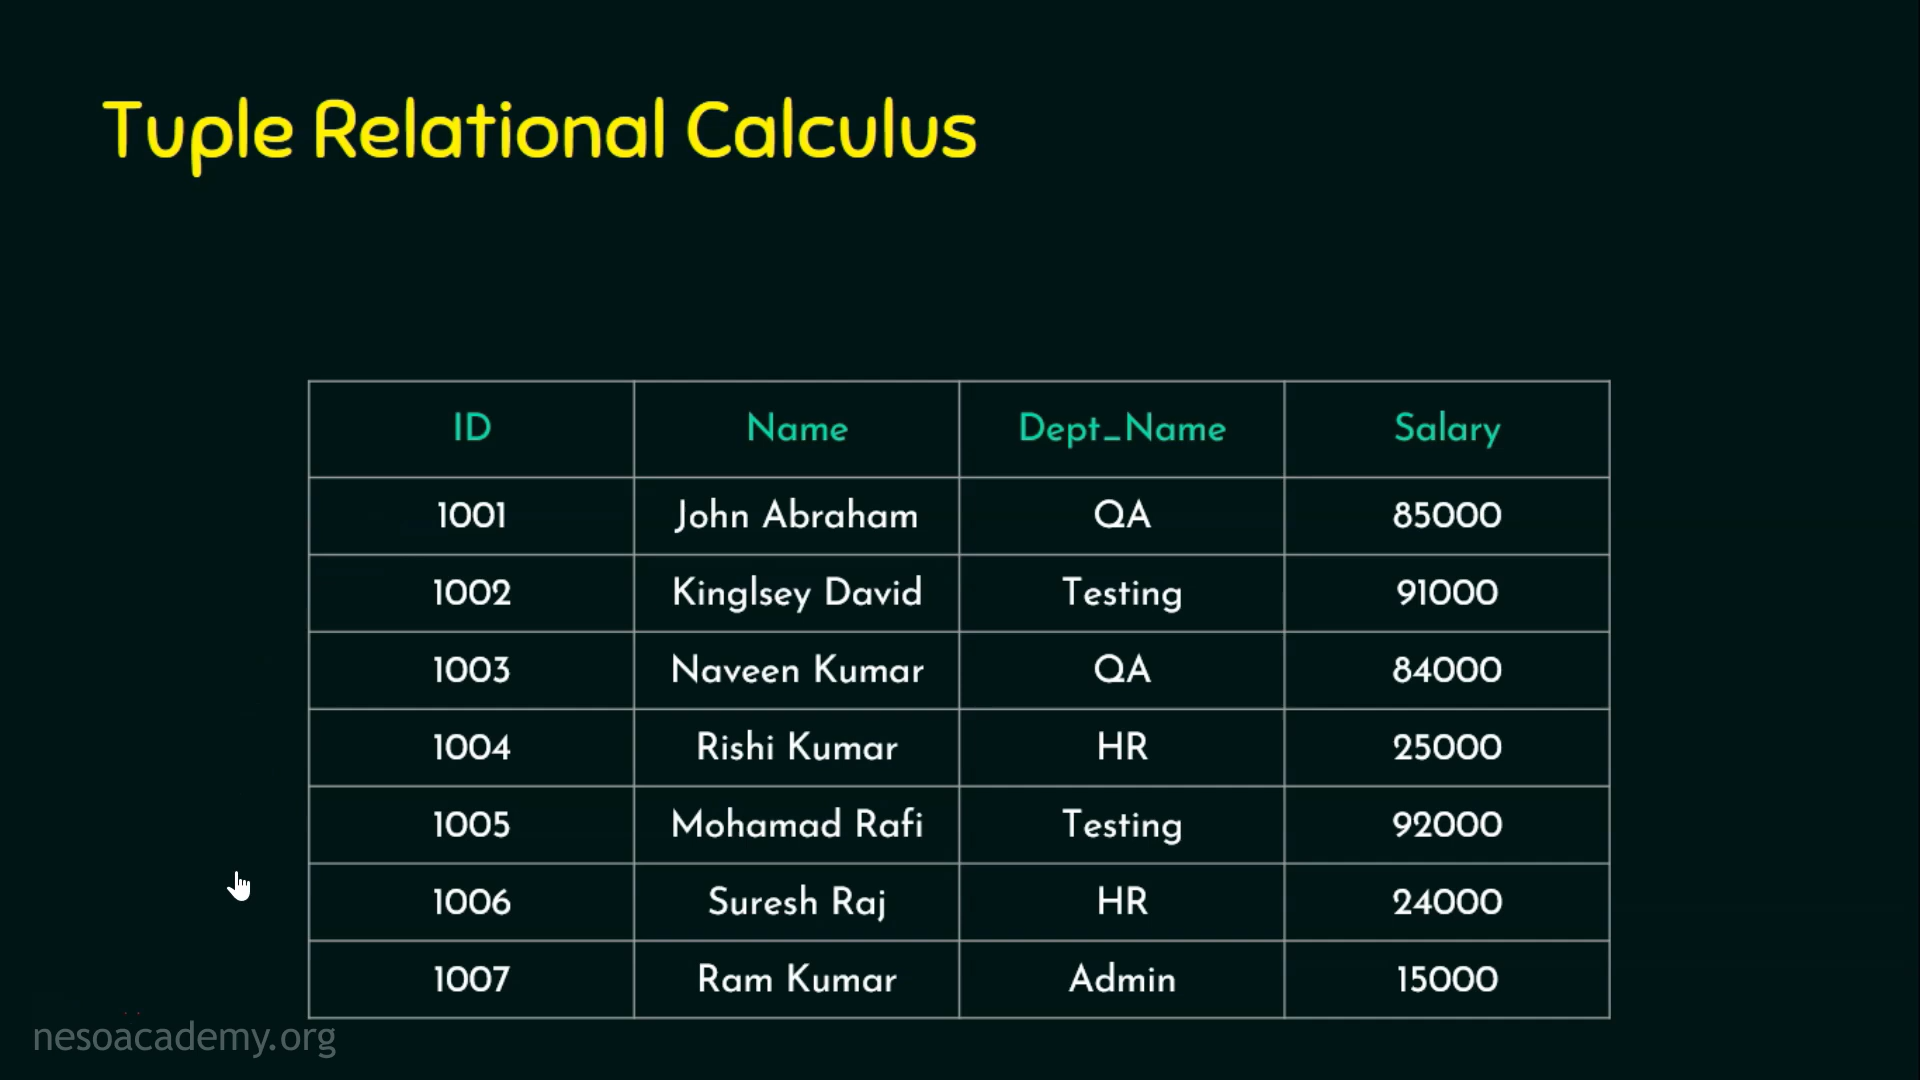 Tuple Relational Calculus
ID Name Dept_Name Salary
1001 John Abraham QA 85000
1002 Kinglsey David Testing 91000
1003 Naveen Kumar QA 84000
1004 Rishi Kumar HR 25000
1005 Mohamad Rafi Testing 92000
1006 Suresh Raj HR 24000
1007 Ram Kumar Admin 15000
nesoacademy.org